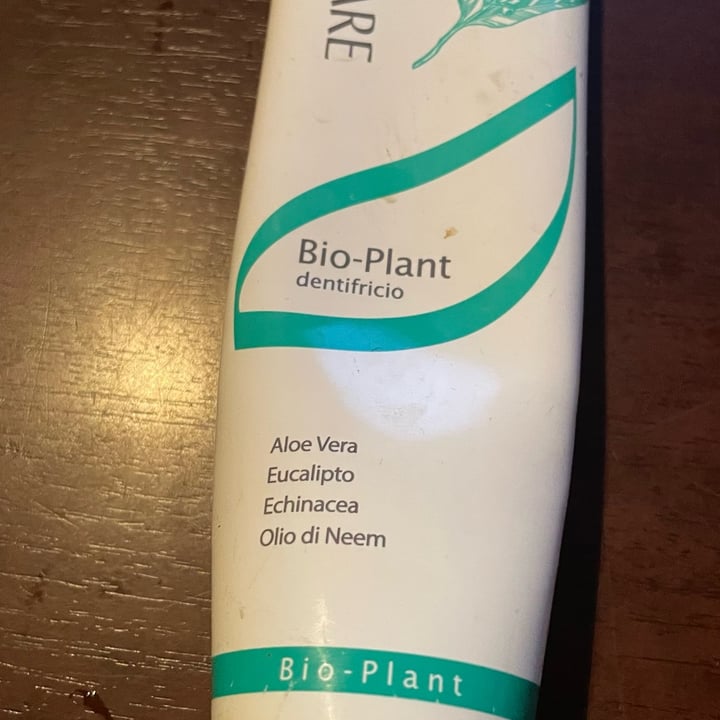 Bio-Plant
dentifricio
Aloe Vera
Eucalipto
Echinacea
Olio di Neem
Bio-Plant